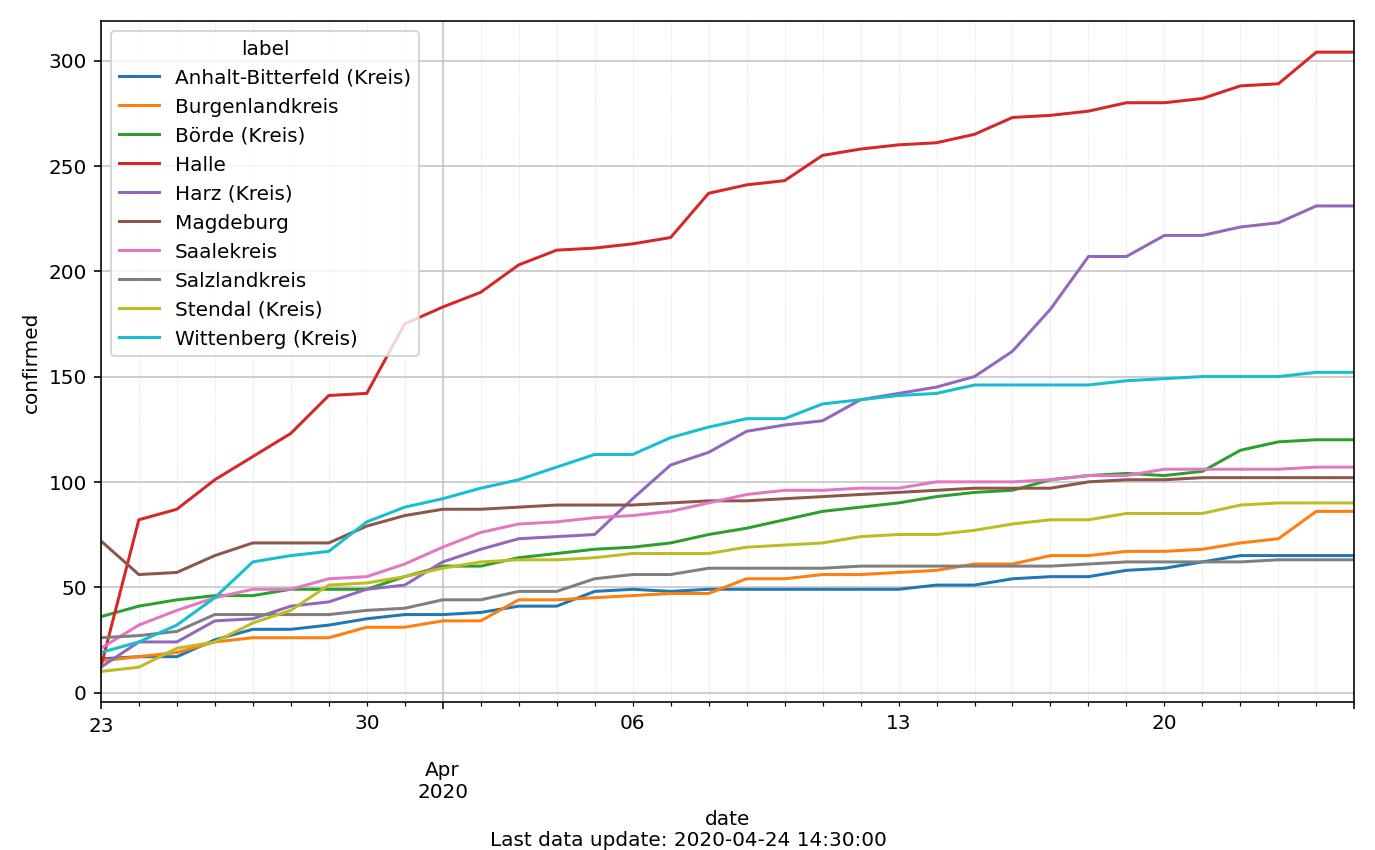 300
250
200
150
100
50
0
confirmed
label
Anhalt-Bitterfeld (Kreis)
Burgenlandkreis
Börde (Kreis)
Halle
Harz (Kreis)
Magdeburg
Saalekreis
Salzlandkreis
Stendal (Kreis)
Wittenberg (Kreis)
23 30 06 13 20
Apr
2020
date
Last data update: 2020-04-24 14:30:00